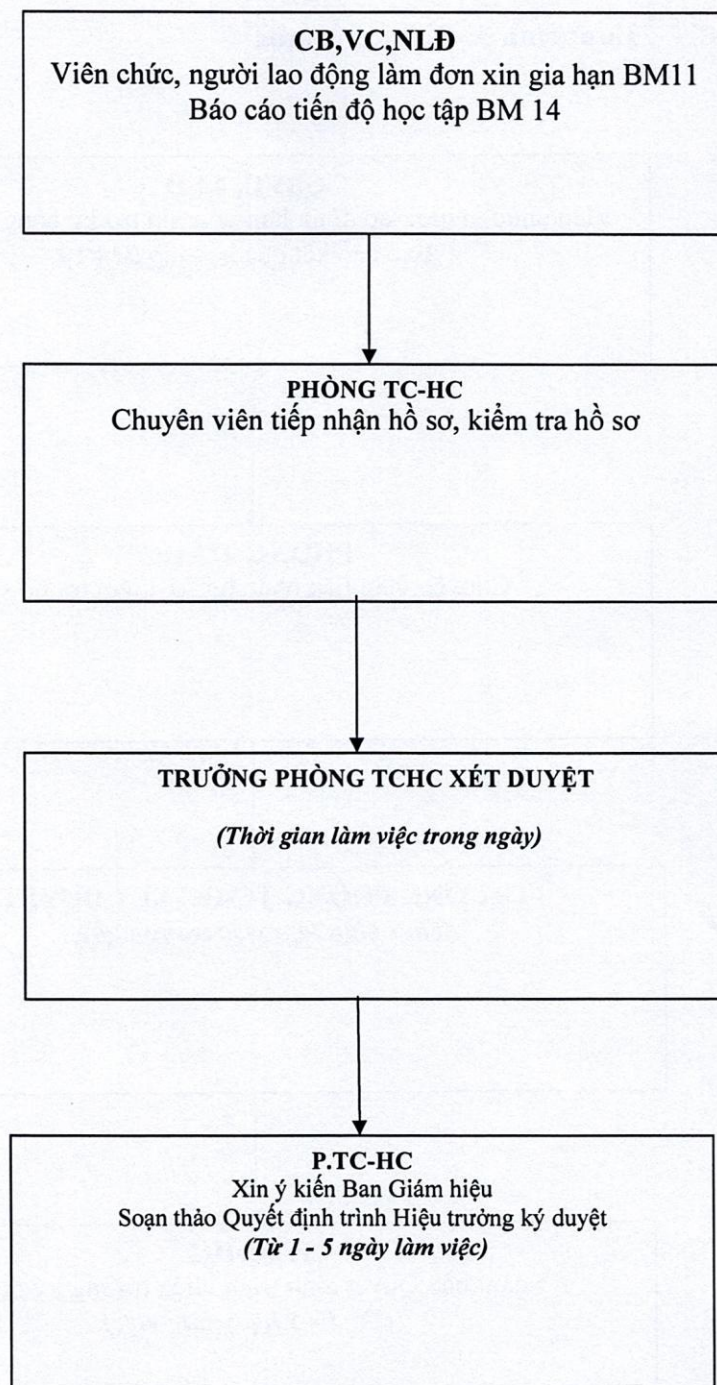 CB,VC,NLĐ
Viên chức, người lao động làm đơn xin gia hạn BM11
Báo cáo tiến độ học tập BM 14
PHÒNG TC-HC
Chuyên viên tiếp nhận hồ sơ, kiểm tra hồ sơ
TRƯỞNG PHÒNG TCHC XÉT DUYỆT
(Thời gian làm việc trong ngày)
P.TC-HC
Xin ý kiến Ban Giám hiệu
Soạn thảo Quyết định trình Hiệu trưởng ký duyệt
(Từ 1 - 5 ngày làm việc)